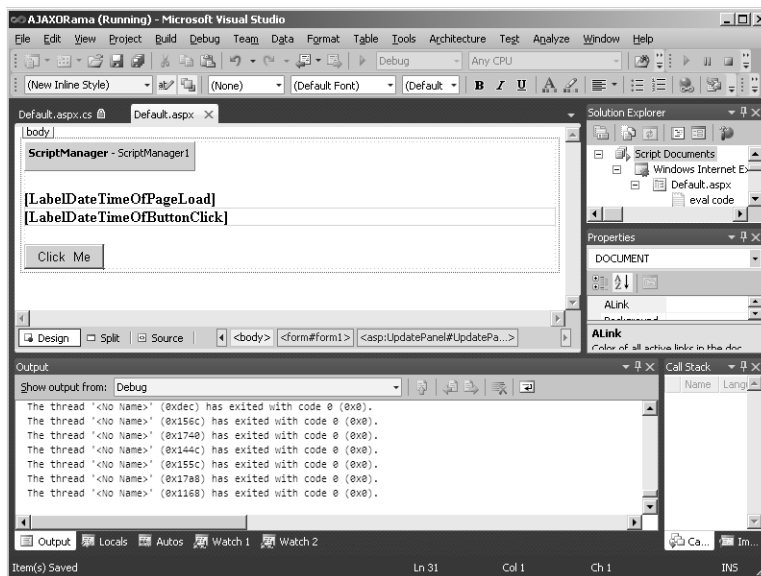 AJAXORama (Running) - Microsoft Visual Studio
File Edit View Project Build Debug Team Data Format Table Tools Architecture Test Analyze Window Help
Debug Any CPU
(New Inline Style) (None) (Default Font) (Default B I U A
Default.aspx.cs Default.aspx
body
ScriptManager - ScriptManager1
[LabelDateTimeOfPageLoad]
[LabelDateTimeOfButtonClick]
Click Me
Design Split Source <body> <form#form1> <asp:UpdatePanel#UpdatePa...>
Solution Explorer
Script Documents
Windows Internet Ex
Default.aspx
eval code
Properties
DOCUMENT
ALink
ALink
Color of all active links in the doc
Output
Show output from: Debug
The thread '<No Name>' (0xdec) has exited with code 0 (0x0).
The thread '<No Name>' (0x156c) has exited with code 0 (0x0).
The thread '<No Name>' (0x1740) has exited with code 0 (0x0).
The thread '<No Name>' (0x144c) has exited with code 0 (0x0).
The thread '<No Name>' (0x155c) has exited with code 0 (0x0).
The thread '<No Name>' (0x17a8) has exited with code 0 (0x0).
The thread '<No Name>' (0x1168) has exited with code 0 (0x0).
Call Stack
Name Langu
Output Locals Autos Watch 1 Watch 2
Ca... Im...
Item(s) Saved Ln 31 Col 1 Ch 1 INS